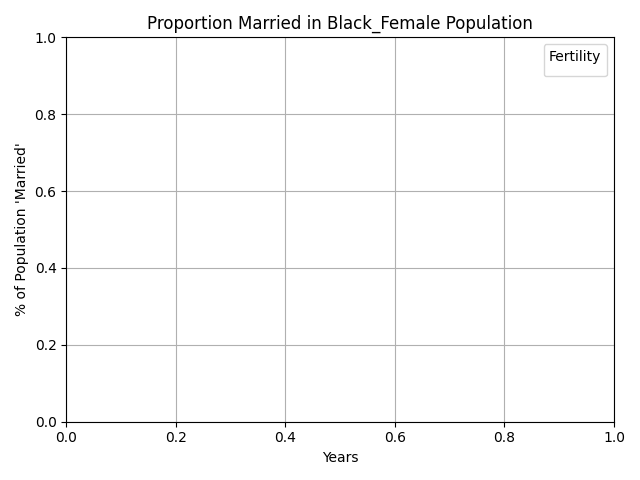 Proportion Married in Black_Female Population
Fertility
% of Population 'Married'
1.0
0.8
0.6
0.4
0.2
0.0
0.0 0.2 0.4 0.6 0.8 1.0
Years